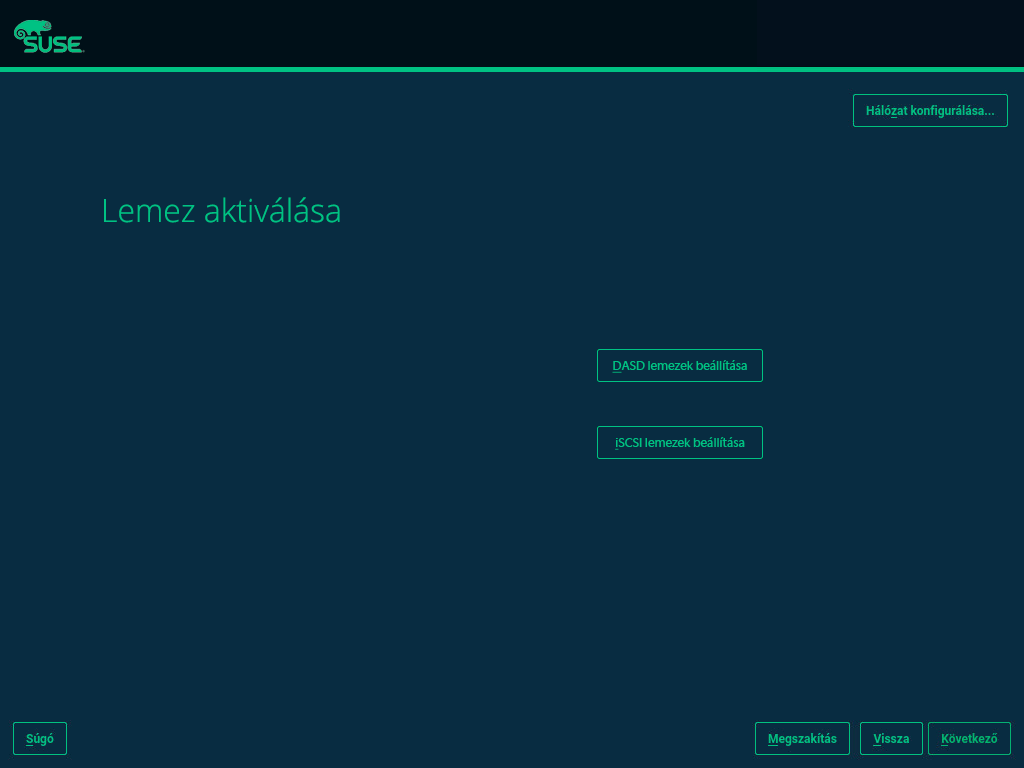 SUSE
Hálózat konfigurálása...
Lemez aktiválása
DASD lemezek beállítása
iSCSI lemezek beállítása
Súgó Megszakítás Vissza Következő